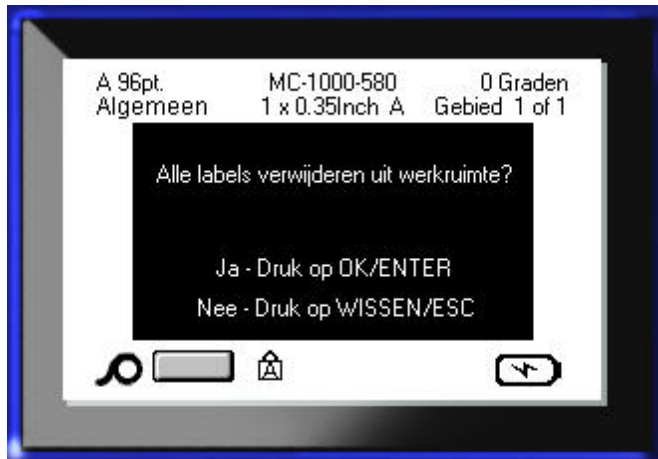 A 96pt. MC-1000-580 0 Graden
Algemeen 1 x 0.35Inch A Gebied 1 of 1
Alle labels verwijderen uit werkruimte?
Ja - Druk op OK/ENTER
Nee - Druk op WISSEN/ESC
A